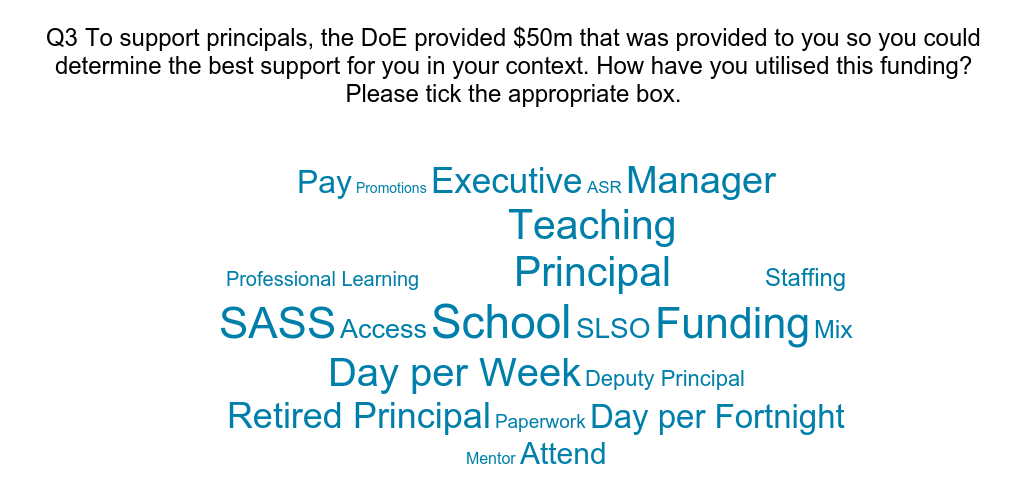 Q3 To support principals, the DoE provided $50m that was provided to you so you could
determine the best support for you in your context. How have you utilised this funding?
Please tick the appropriate box.
Pay Promotions Executive ASR Manager
Teaching
Professional Learning Principal Staffing
SASS Access School SLSO Funding Mix
Day per Week Deputy Principal
Retired Principal Paperwork Day per Fortnight
Mentor Attend